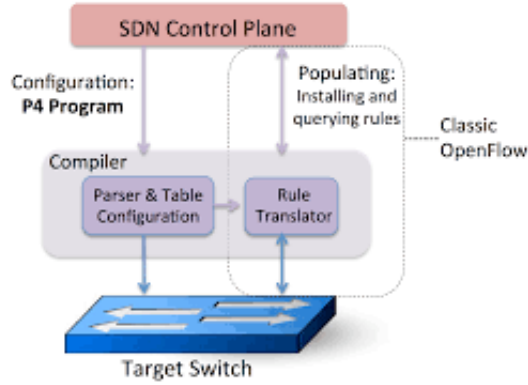 SDN Control Plane
Configuration:
P4 Program
Populating:
Installing and
querying rules
Classic
OpenFlow
Compiler
Parser & Table
Configuration
Rule
Translator
Target Switch